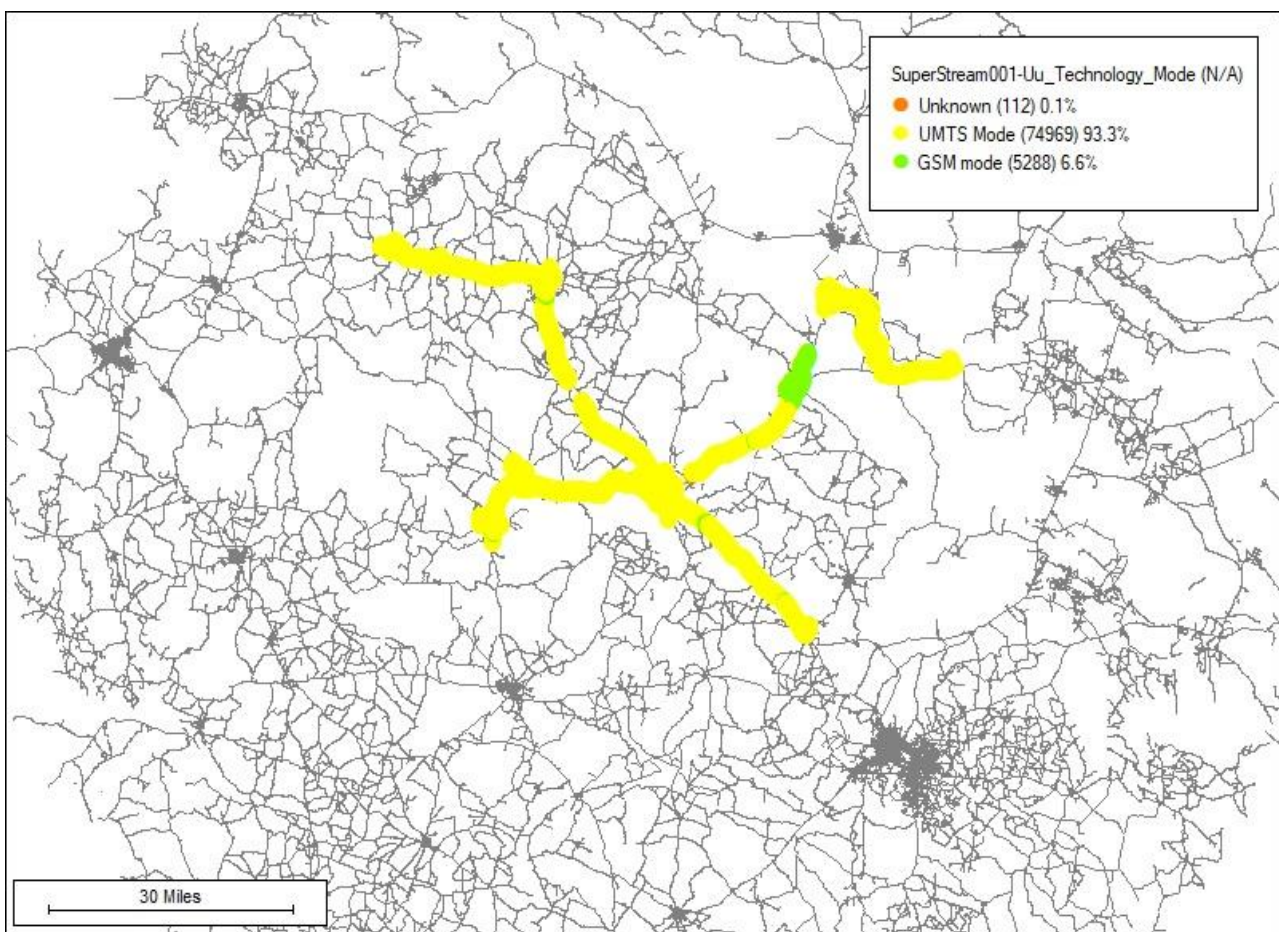 SuperStream001-Uu_Technology_Mode (N/A)
Unknown (112) 0.1%
UMTS Mode (74969) 93.3%
GSM mode (5288) 6.6%
30 Miles